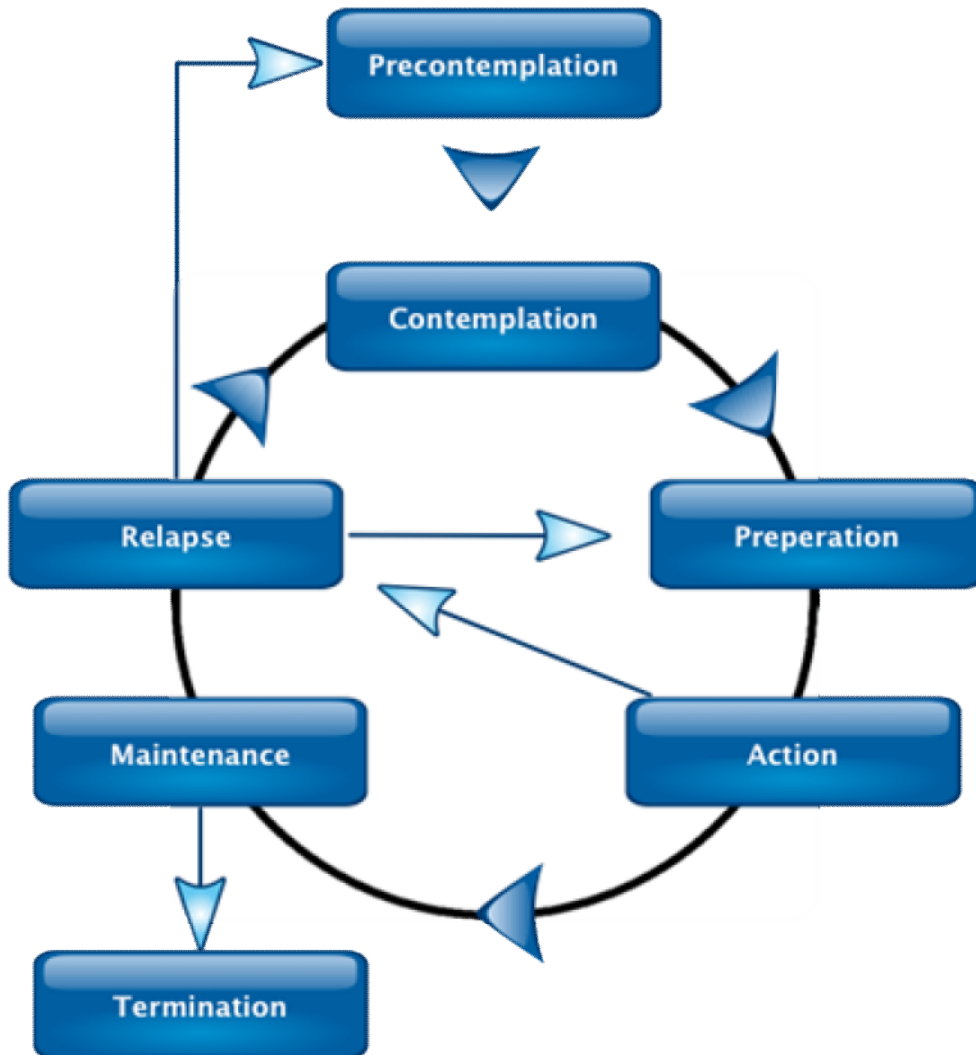 Precontemplation
Contemplation
Relapse
Preperation
Maintenance
Action
Termination